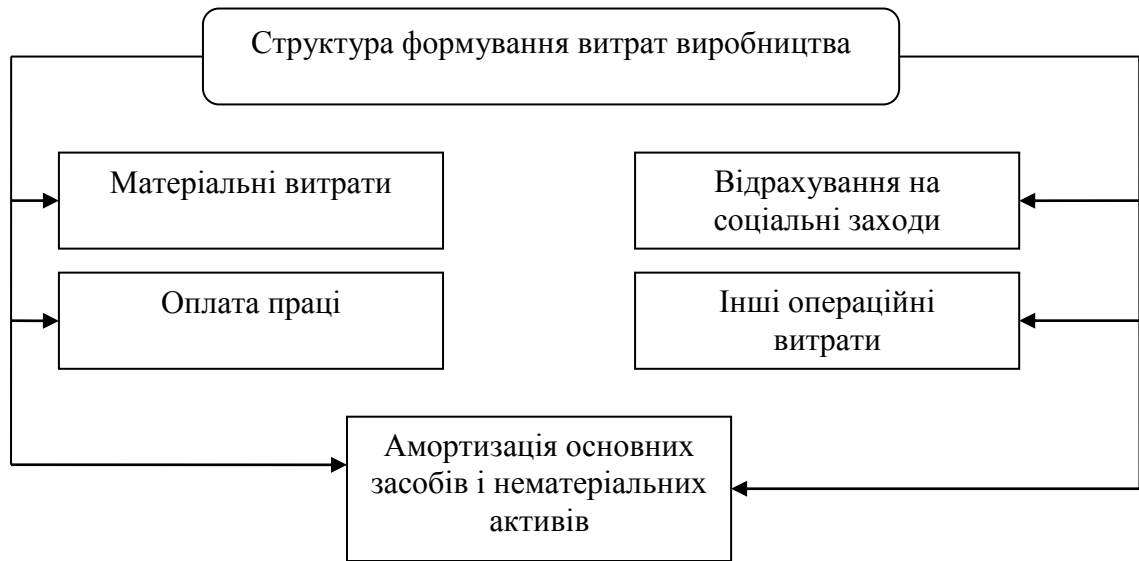 Структура формування витрат виробництва
Матеріальні витрати
Відрахування на
соціальні заходи
Оплата праці
Інші операційні
витрати
Амортизація основних
засобів і нематеріальних
активів